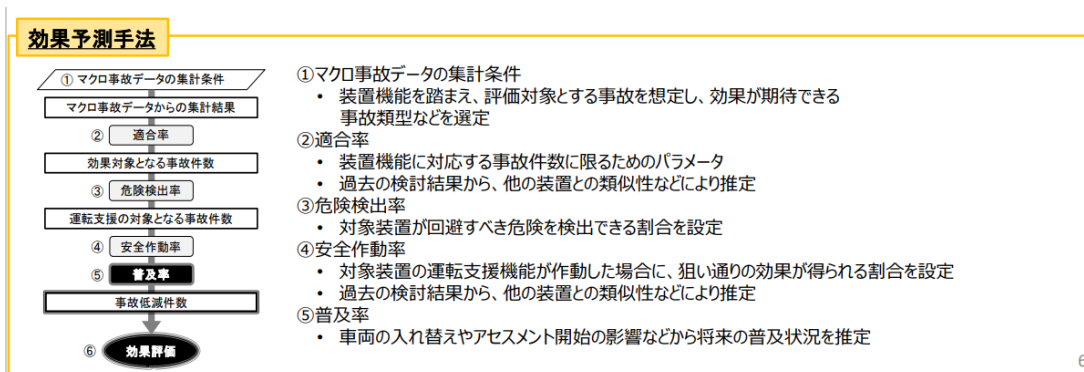 効果予測手法
① マクロ事故データの集計条件
マクロ事故データからの集計結果
② 適合率
効果対象となる事故件数
③ 危険検出率
運転支援の対象となる事故件数
④ 安全作動率
⑤ 普及率
事故低減件数
⑥ 効果評価
①マクロ事故データの集計条件
• 装置機能を踏まえ、評価対象とする事故を想定し、効果が期待できる
事故類型などを選定
②適合率
• 装置機能に対応する事故件数に限るためのパラメータ
• 過去の検討結果から、他の装置との類似性などにより推定
③危険検出率
• 対象装置が回避すべき危険を検出できる割合を設定
④安全作動率
• 対象装置の運転支援機能が作動した場合に、狙い通りの効果が得られる割合を設定
• 過去の検討結果から、他の装置との類似性などにより推定
⑤普及率
• 車両の入れ替えやアセスメント開始の影響などから将来の普及状況を推定
6